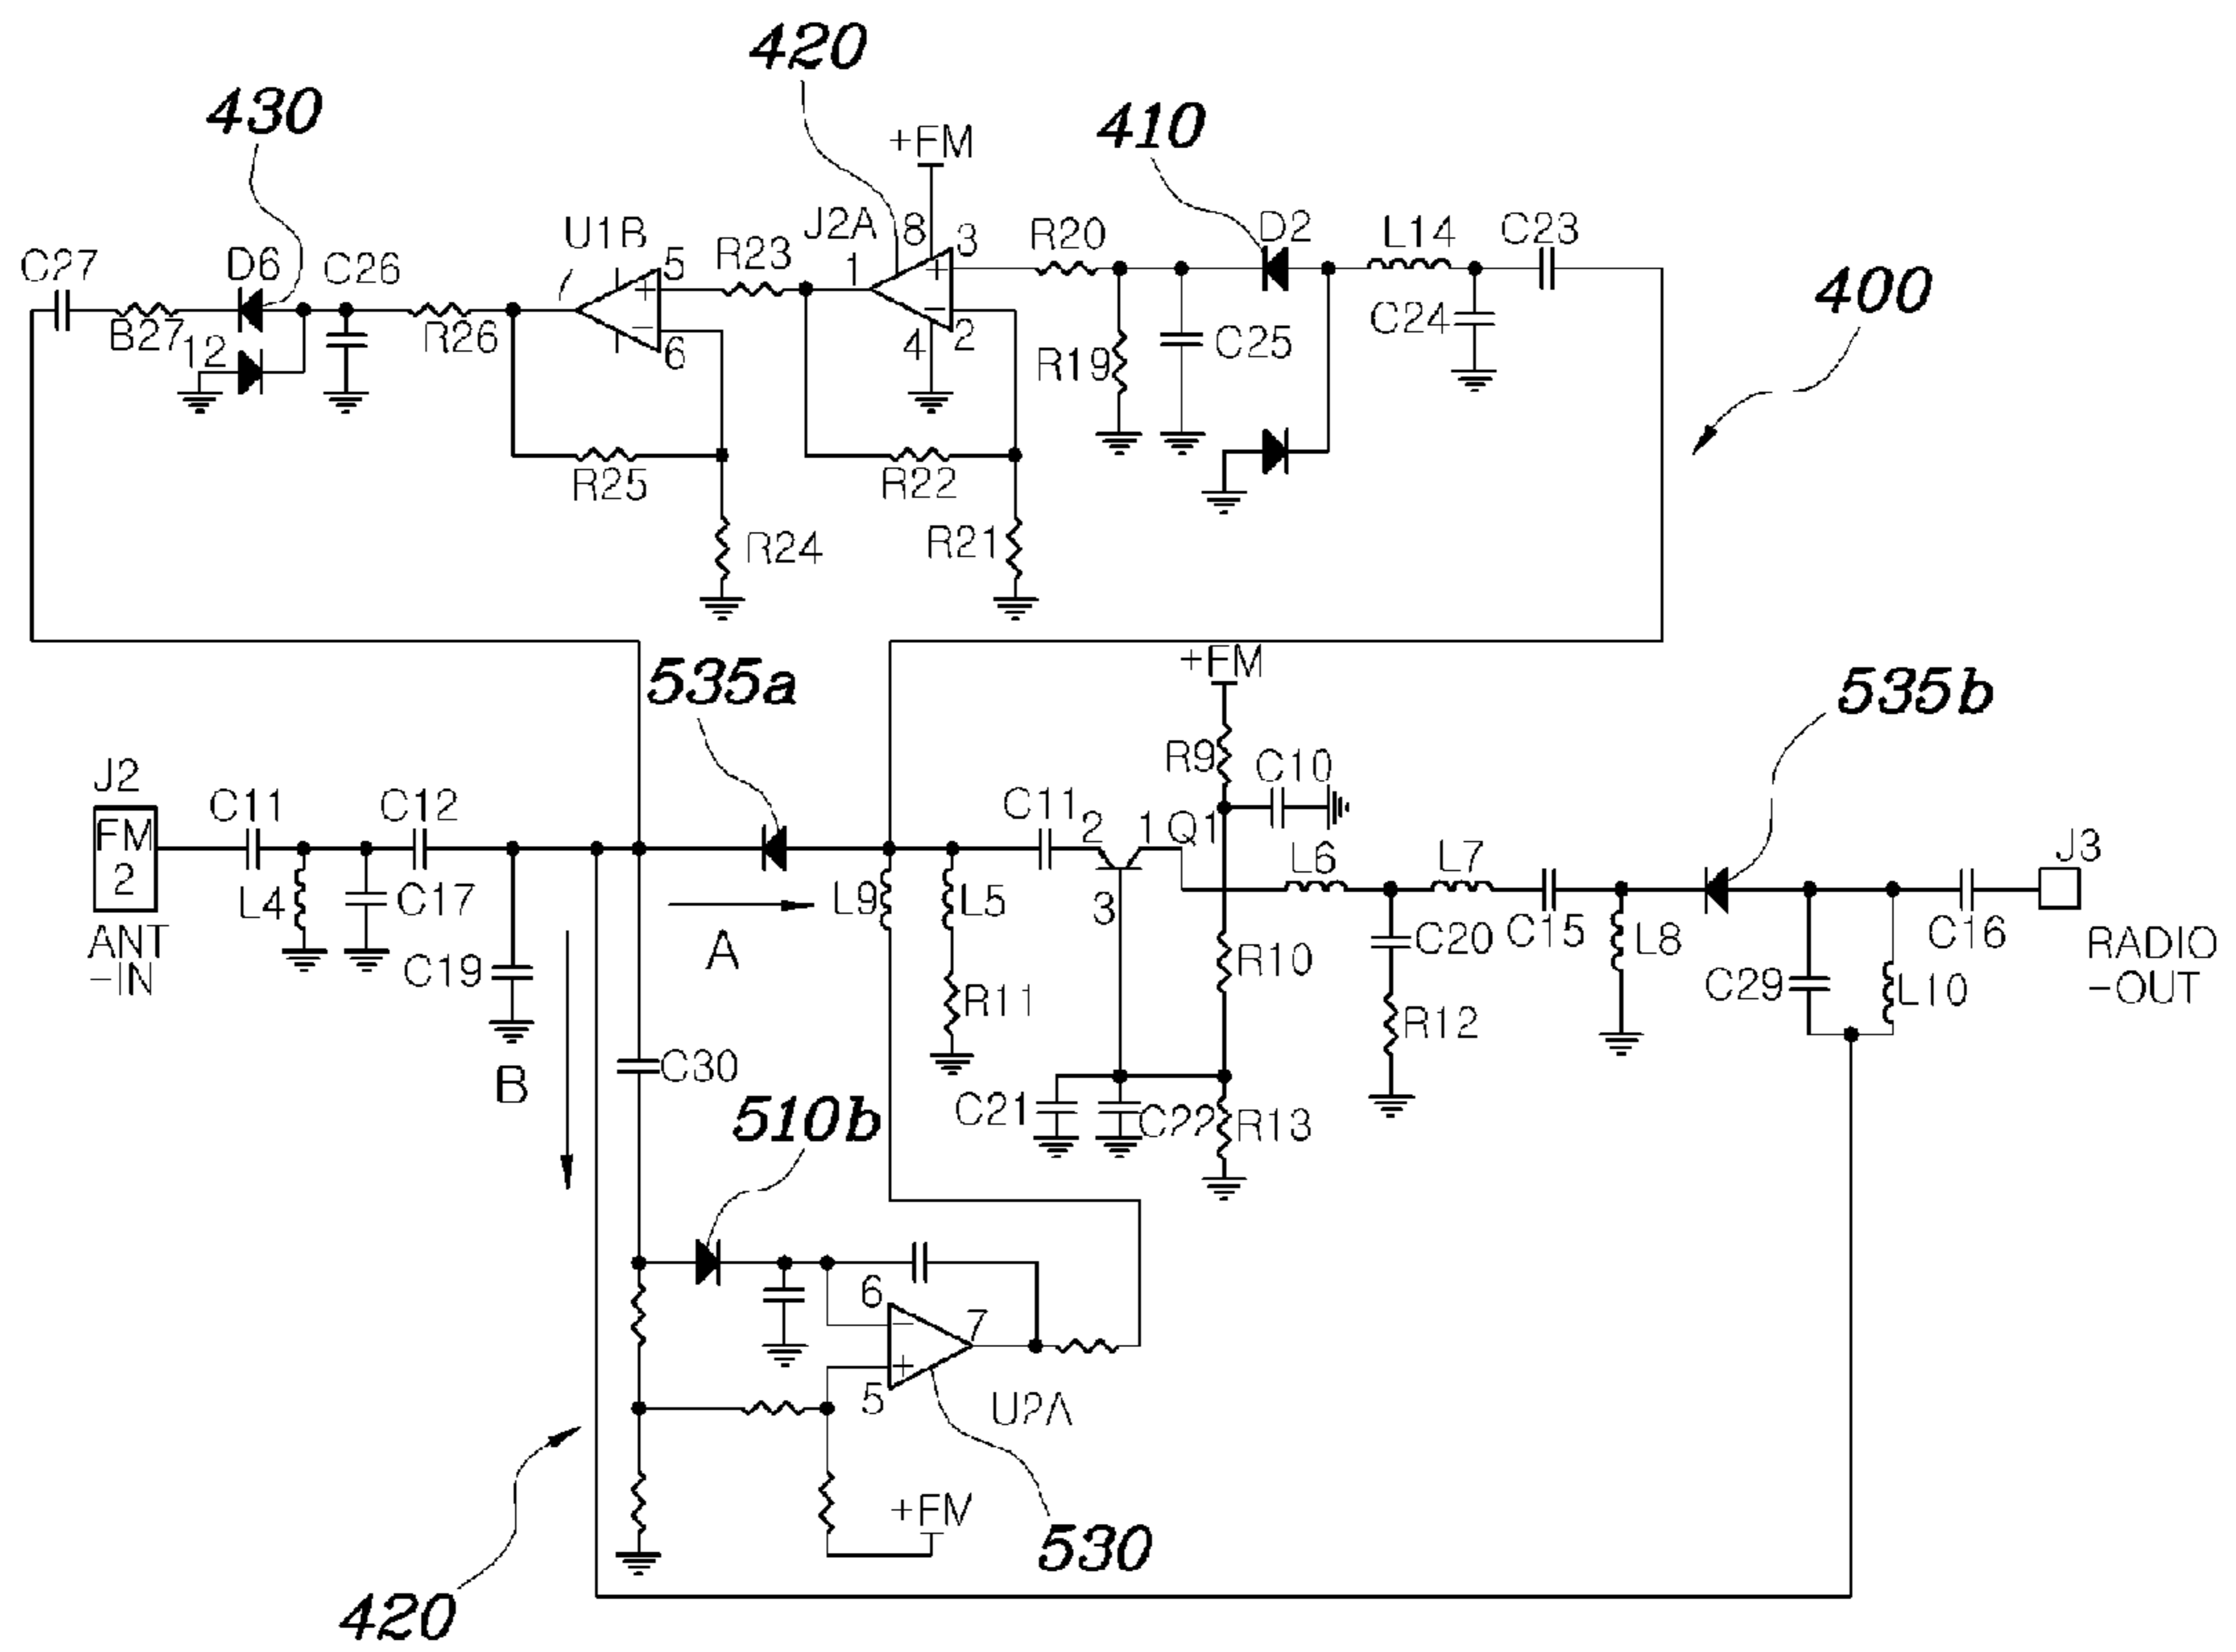 420
430
410
+FM
J2A
8
3
R20
D2
L14
C23
C27
D6
C26
U1B
5
R23
1
400
+
+
B27
12
R26
−
6
−
4
2
R19
C25
C24
R25
R22
R24
R21
535a
+FM
535b
J2
R9
C10
C11
C12
C11
2
1
Q1
FM
2
L6
L7
J3
L4
C17
L9
L5
3
ANT
-IN
C19
A
R11
R10
C20
C15
L8
C16
RADIO
-OUT
C29
L10
R12
B
C30
C21
C22
R13
510b
6
−
7
+
5
U2A
+FM
530
420